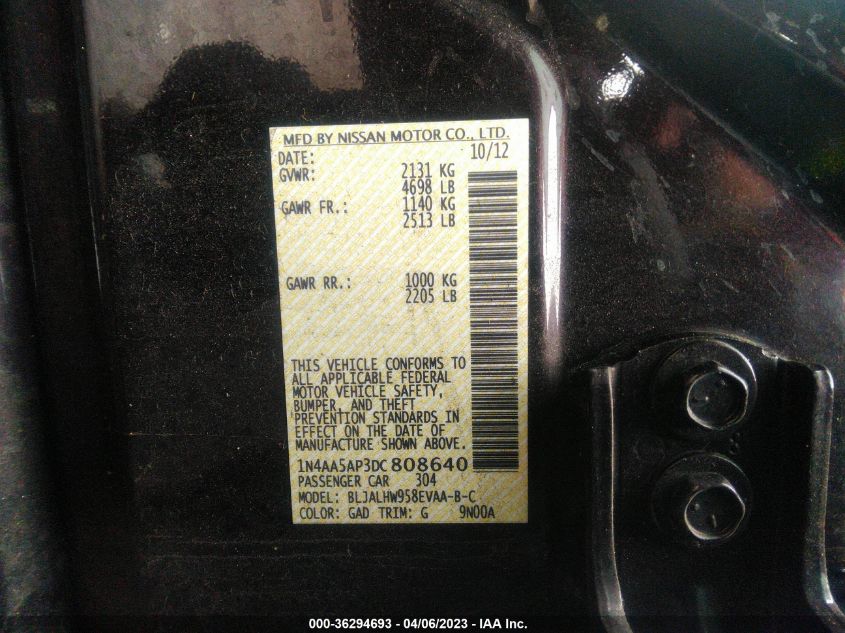 MFD BY NISSAN MOTOR CO., LTD.
DATE: 10/12
GVWR: 2131 KG
4698 LB
GAWR FR.: 1140 KG
2513 LB
GAWR RR.: 1000 KG
2205 LB
THIS VEHICLE CONFORMS TO
ALL APPLICABLE FEDERAL
MOTOR VEHICLE SAFETY,
BUMPER, AND THEFT
PREVENTION STANDARDS IN
EFFECT ON THE DATE OF
MANUFACTURE SHOWN ABOVE.
1N4AA5AP3DC808640
PASSENGER CAR 304
MODEL: BLJALHW958EVAA-B-C
COLOR: GAD TRIM: G 9N00A
000-36294693 - 04/06/2023 - IAA Inc.